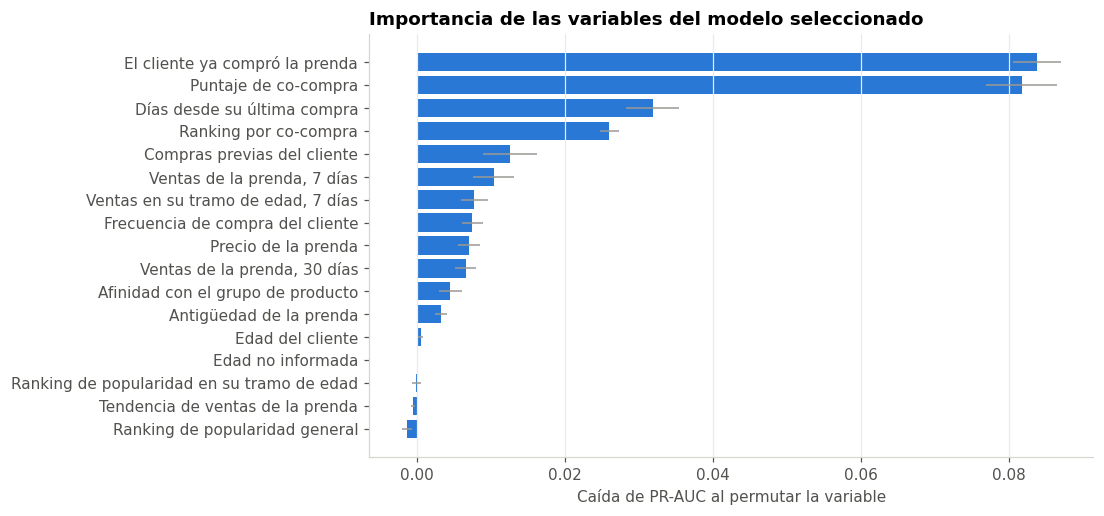 Importancia de las variables del modelo seleccionado
El cliente ya compró la prenda
Puntaje de co-compra
Días desde su última compra
Ranking por co-compra
Compras previas del cliente
Ventas de la prenda, 7 días
Ventas en su tramo de edad, 7 días
Frecuencia de compra del cliente
Precio de la prenda
Ventas de la prenda, 30 días
Afinidad con el grupo de producto
Antigüedad de la prenda
Edad del cliente
Edad no informada
Ranking de popularidad en su tramo de edad
Tendencia de ventas de la prenda
Ranking de popularidad general
0.00 0.02 0.04 0.06 0.08
Caída de PR-AUC al permutar la variable